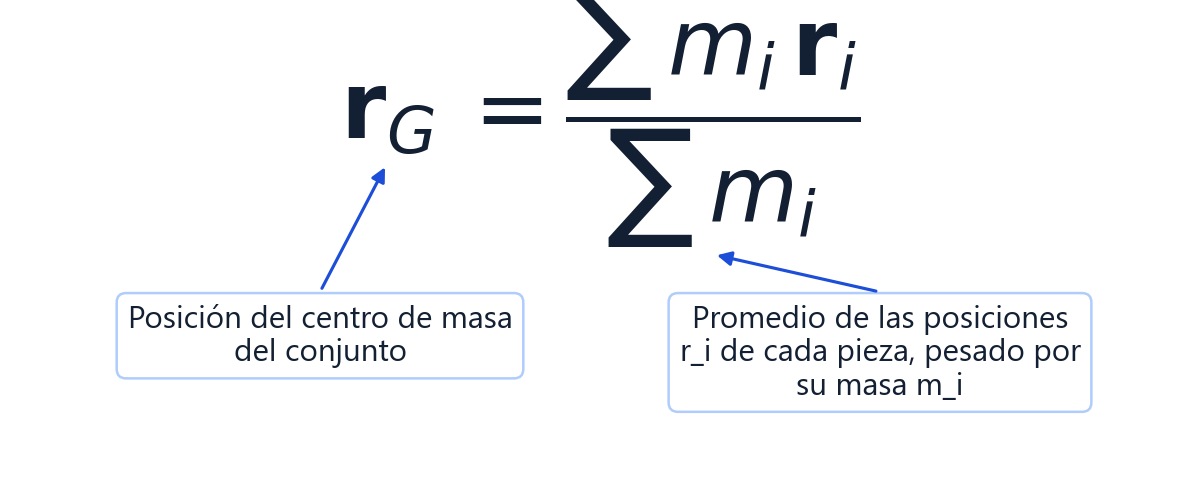 r_G = ∑ m_i r_i / ∑ m_i
Posición del centro de masa
del conjunto
Promedio de las posiciones
r_i de cada pieza, pesado por
su masa m_i